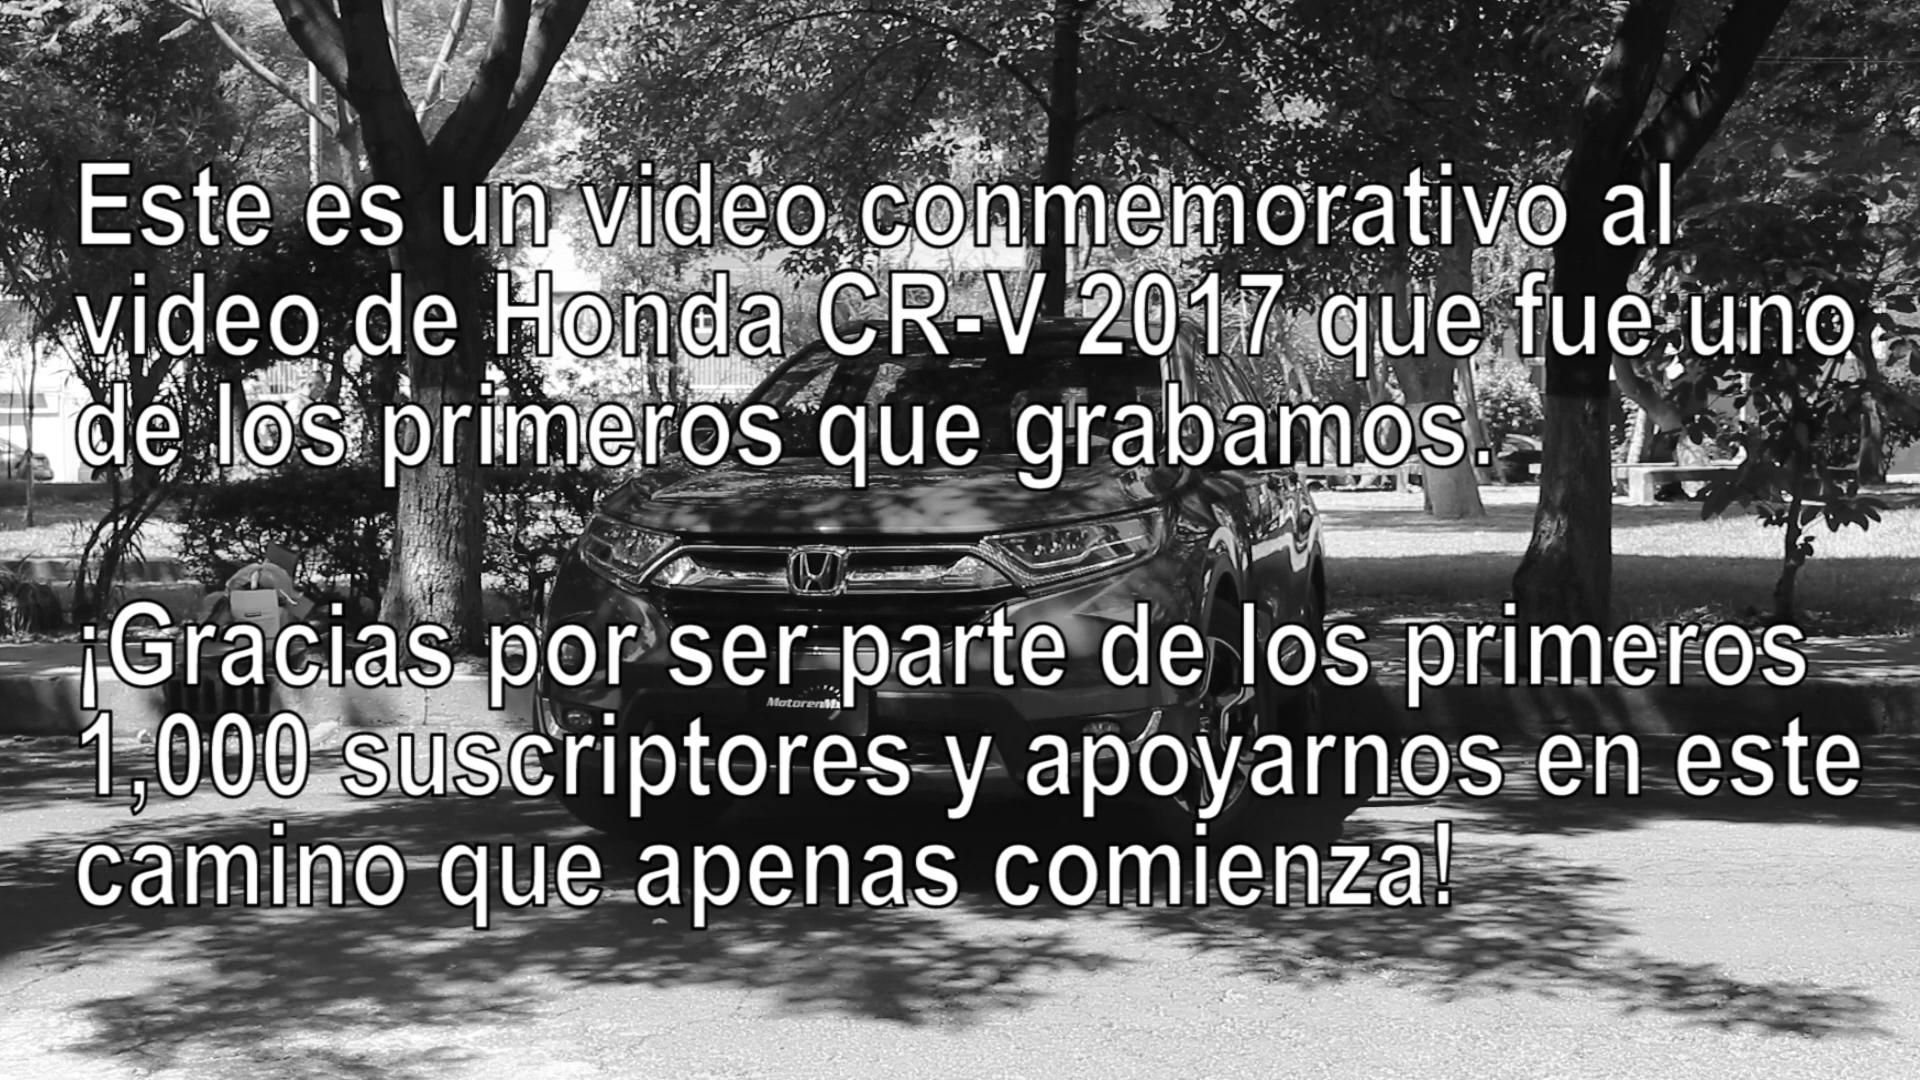 Este es un video conmemorativo al
video de Honda CR-V 2017 que fue uno
de los primeros que grabamos.
¡Gracias por ser parte de los primeros
MotorenMx
1,000 suscriptores y apoyarnos en este
camino que apenas comienza!